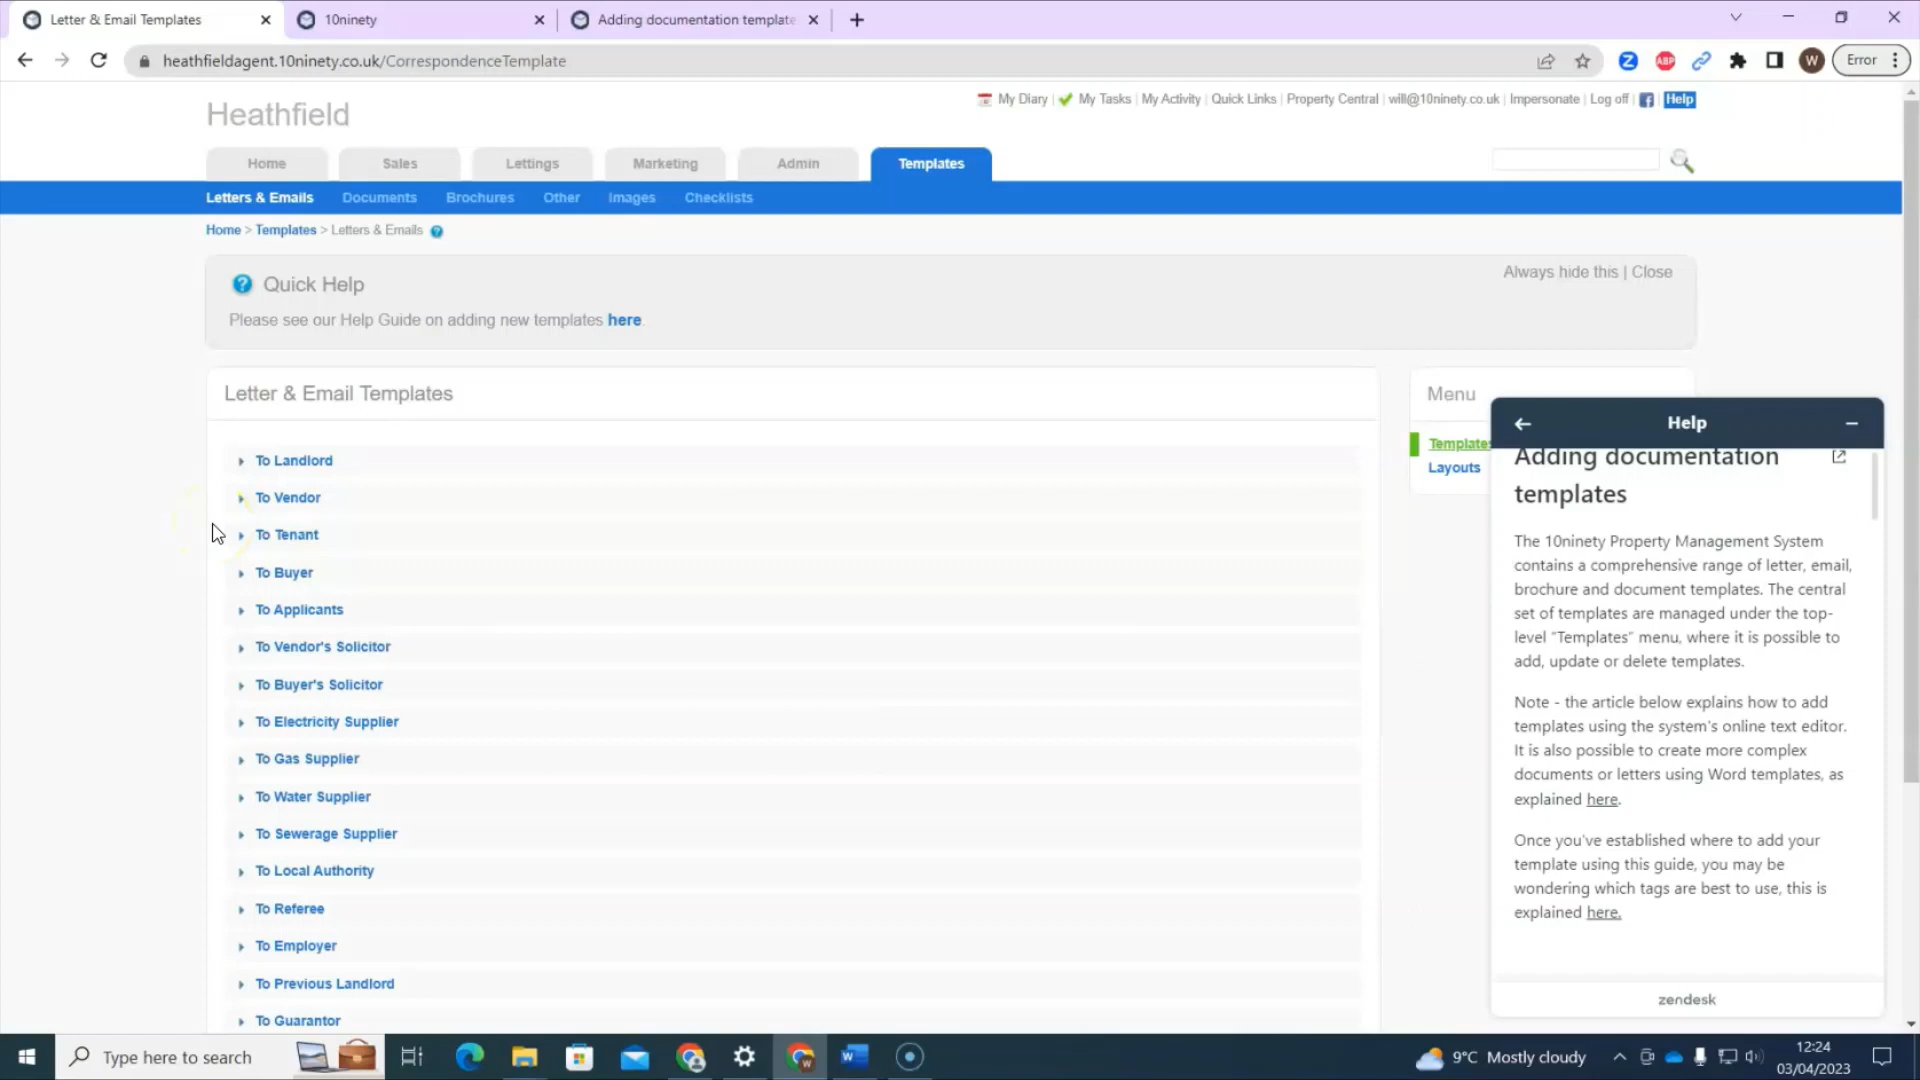 Letter & Email Templates
10ninety
Adding documentation template
heathfieldagent.10ninety.co.uk/CorrespondenceTemplate
ABP
W
Error
Heathfield
My Diary | My Tasks | My Activity | Quick Links | Property Central | will@10ninety.co.uk | Impersonate | Log off | Help
Home
Sales
Lettings
Marketing
Admin
Templates
Letters & Emails
Documents
Brochures
Other
Images
Checklists
Home > Templates > Letters & Emails
Quick Help
Always hide this | Close
Please see our Help Guide on adding new templates here
Letter & Email Templates
To Landlord
To Vendor
To Tenant
To Buyer
To Applicants
To Vendor's Solicitor
To Buyer's Solicitor
To Electricity Supplier
To Gas Supplier
To Water Supplier
To Sewerage Supplier
To Local Authority
To Referee
To Employer
To Previous Landlord
To Guarantor
Menu
Templates
Layouts
Help
Adding documentation
templates
The 10ninety Property Management System
contains a comprehensive range of letter, email,
brochure and document templates. The central
set of templates are managed under the top-
level "Templates" menu, where it is possible to
add, update or delete templates.
Note - the article below explains how to add
templates using the system's online text editor.
It is also possible to create more complex
documents or letters using Word templates, as
explained here.
Once you've established where to add your
template using this guide, you may be
wondering which tags are best to use, this is
explained here.
zendesk
Type here to search
9°C Mostly cloudy
12:24
03/04/2023